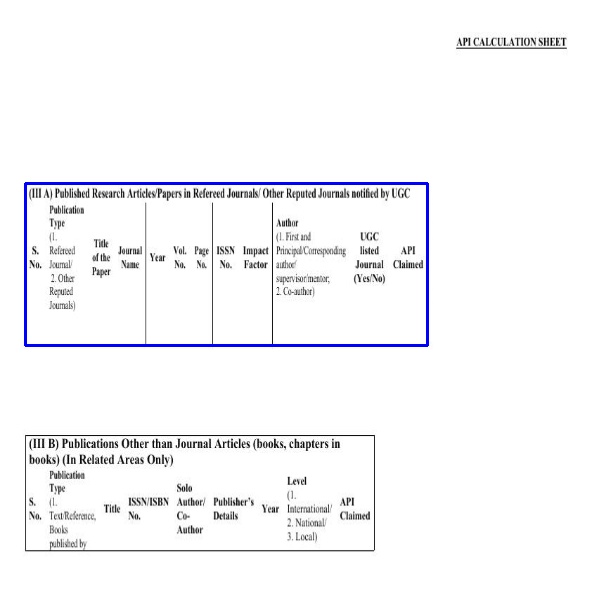 API CALCULATION SHEET
(III A) Published Research Articles/Papers in Refereed Journals/ Other Reputed Journals notified by UGC
S. No.
Publication Type
(1. Refereed Journal/ 2. Other Reputed Journals)
Title of the Paper
Journal Name
Year
Vol. No.
Page No.
ISSN No.
Impact Factor
Author
(1. First and Principal/Corresponding author/ supervisor/mentor; 2. Co-author)
UGC listed Journal (Yes/No)
API Claimed
(III B) Publications Other than Journal Articles (books, chapters in
books) (In Related Areas Only)
S. No.
Publication Type
(1. Text/Reference, Books published by
Title
ISSN/ISBN No.
Solo Author/ Co-Author
Publisher's Details
Year
Level
(1. International/ 2. National/ 3. Local)
API Claimed